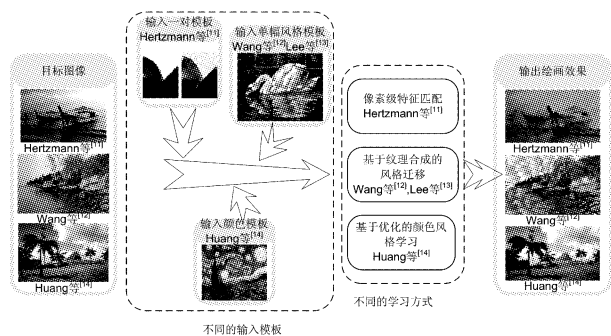 目标图像
Hertzmann等[11]
Wang等[12]
Huang等[14]
输入一对模板
Hertzmann等[11]
输入单幅风格模板
Wang等[12]Lee等[13]
输入颜色模板
Huang等[14]
不同的输入模板
像素级特征匹配
Hertzmann等[11]
基于纹理合成的
风格迁移
Wang等[12],Lee等[13]
基于优化的颜色风
格学习
Huang等[14]
不同的学习方式
输出绘画效果
Hertzmann等[11]
Wang等[12]
Huang等[14]